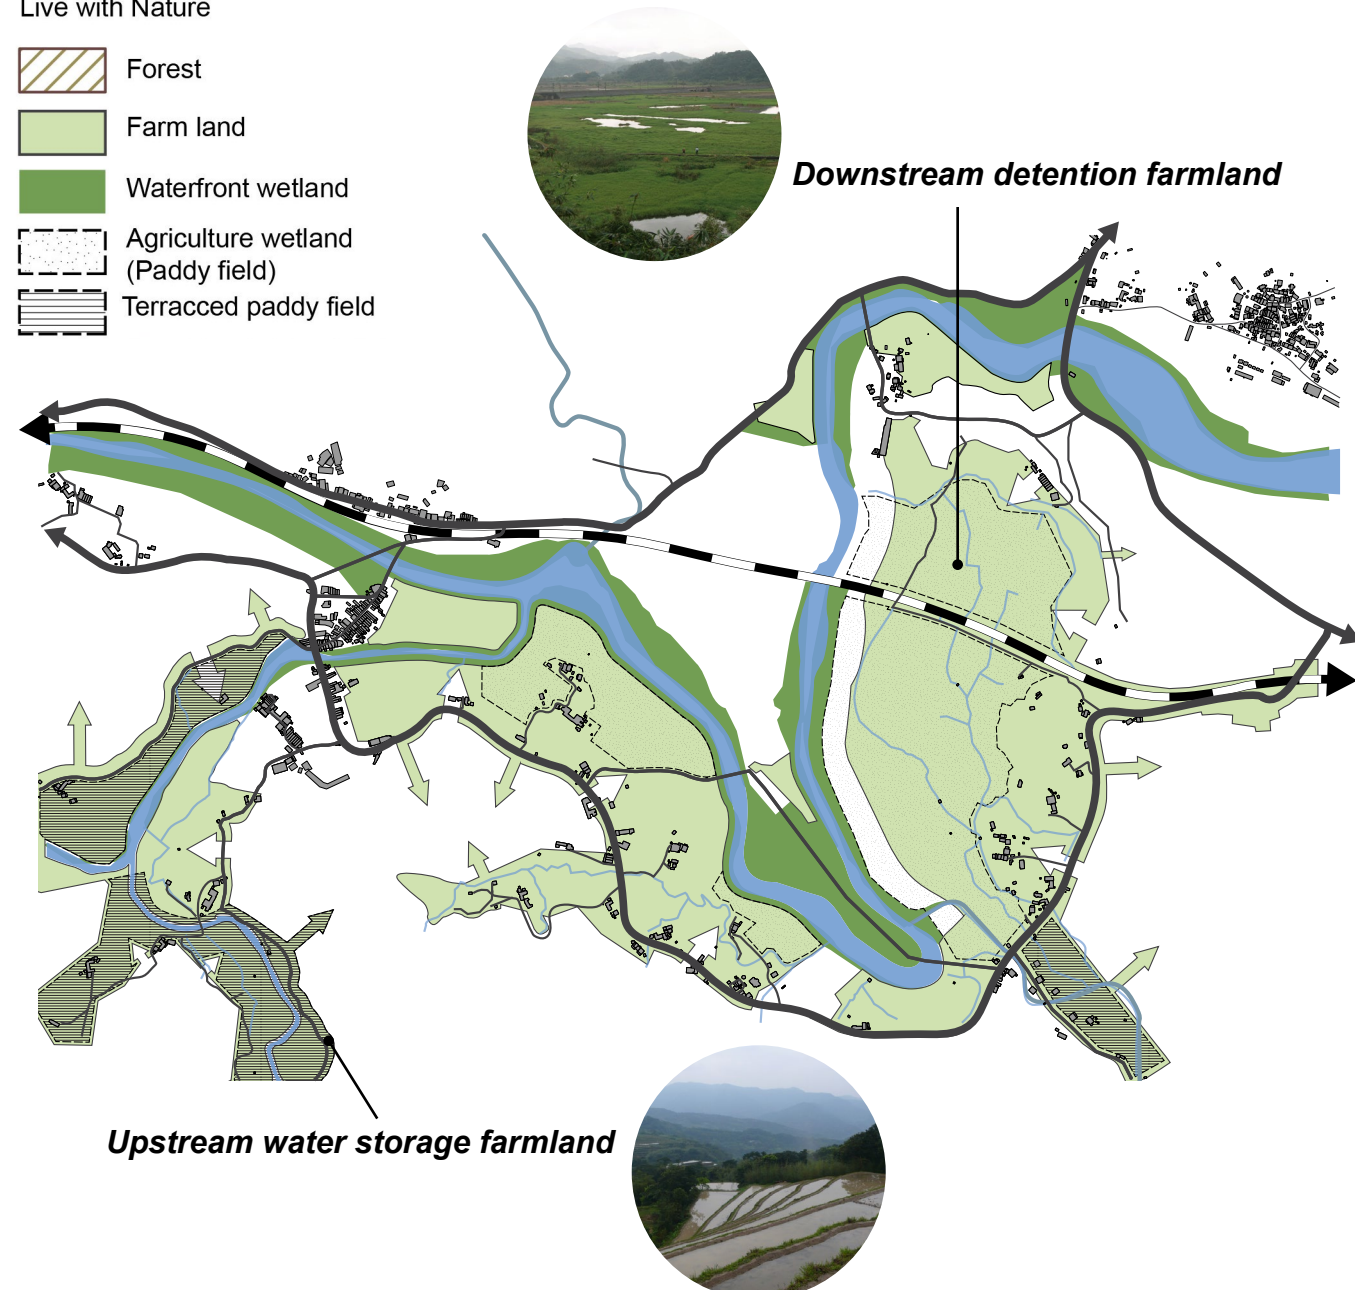 Live with Nature
Forest
Farm land
Waterfront wetland
Agriculture wetland
(Paddy field)
Terracced paddy field
Downstream detention farmland
Upstream water storage farmland